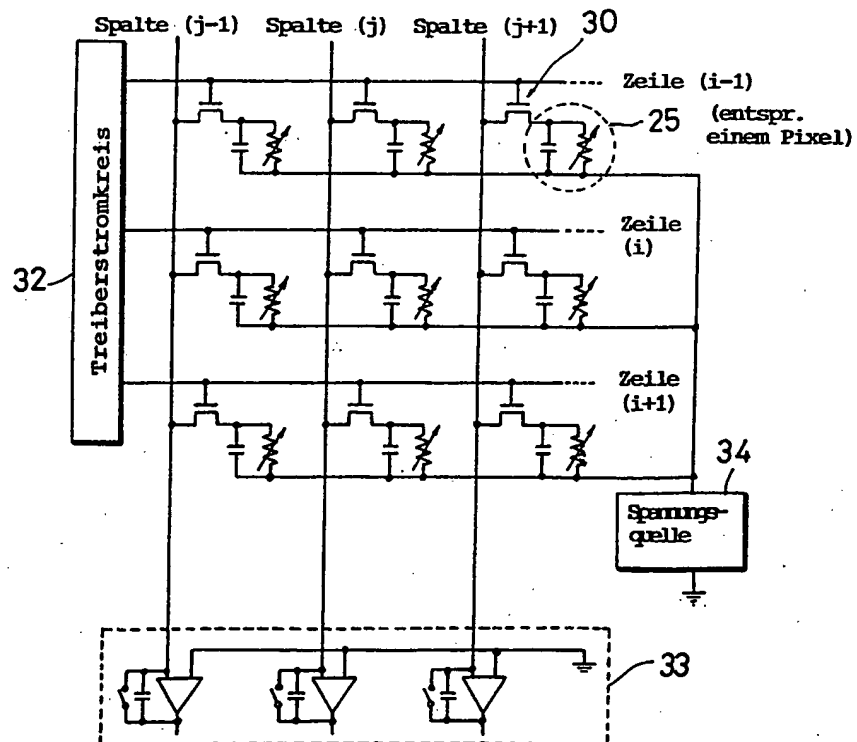 Spalte (j-1) Spalte (j) Spalte (j+1)
30
Zeile (i-1)
25 (entspr.
einem Pixel)
Zeile
(i)
32
Treiberstromkreis
Zeile
(i+1)
34
Spannungs-
quelle
33